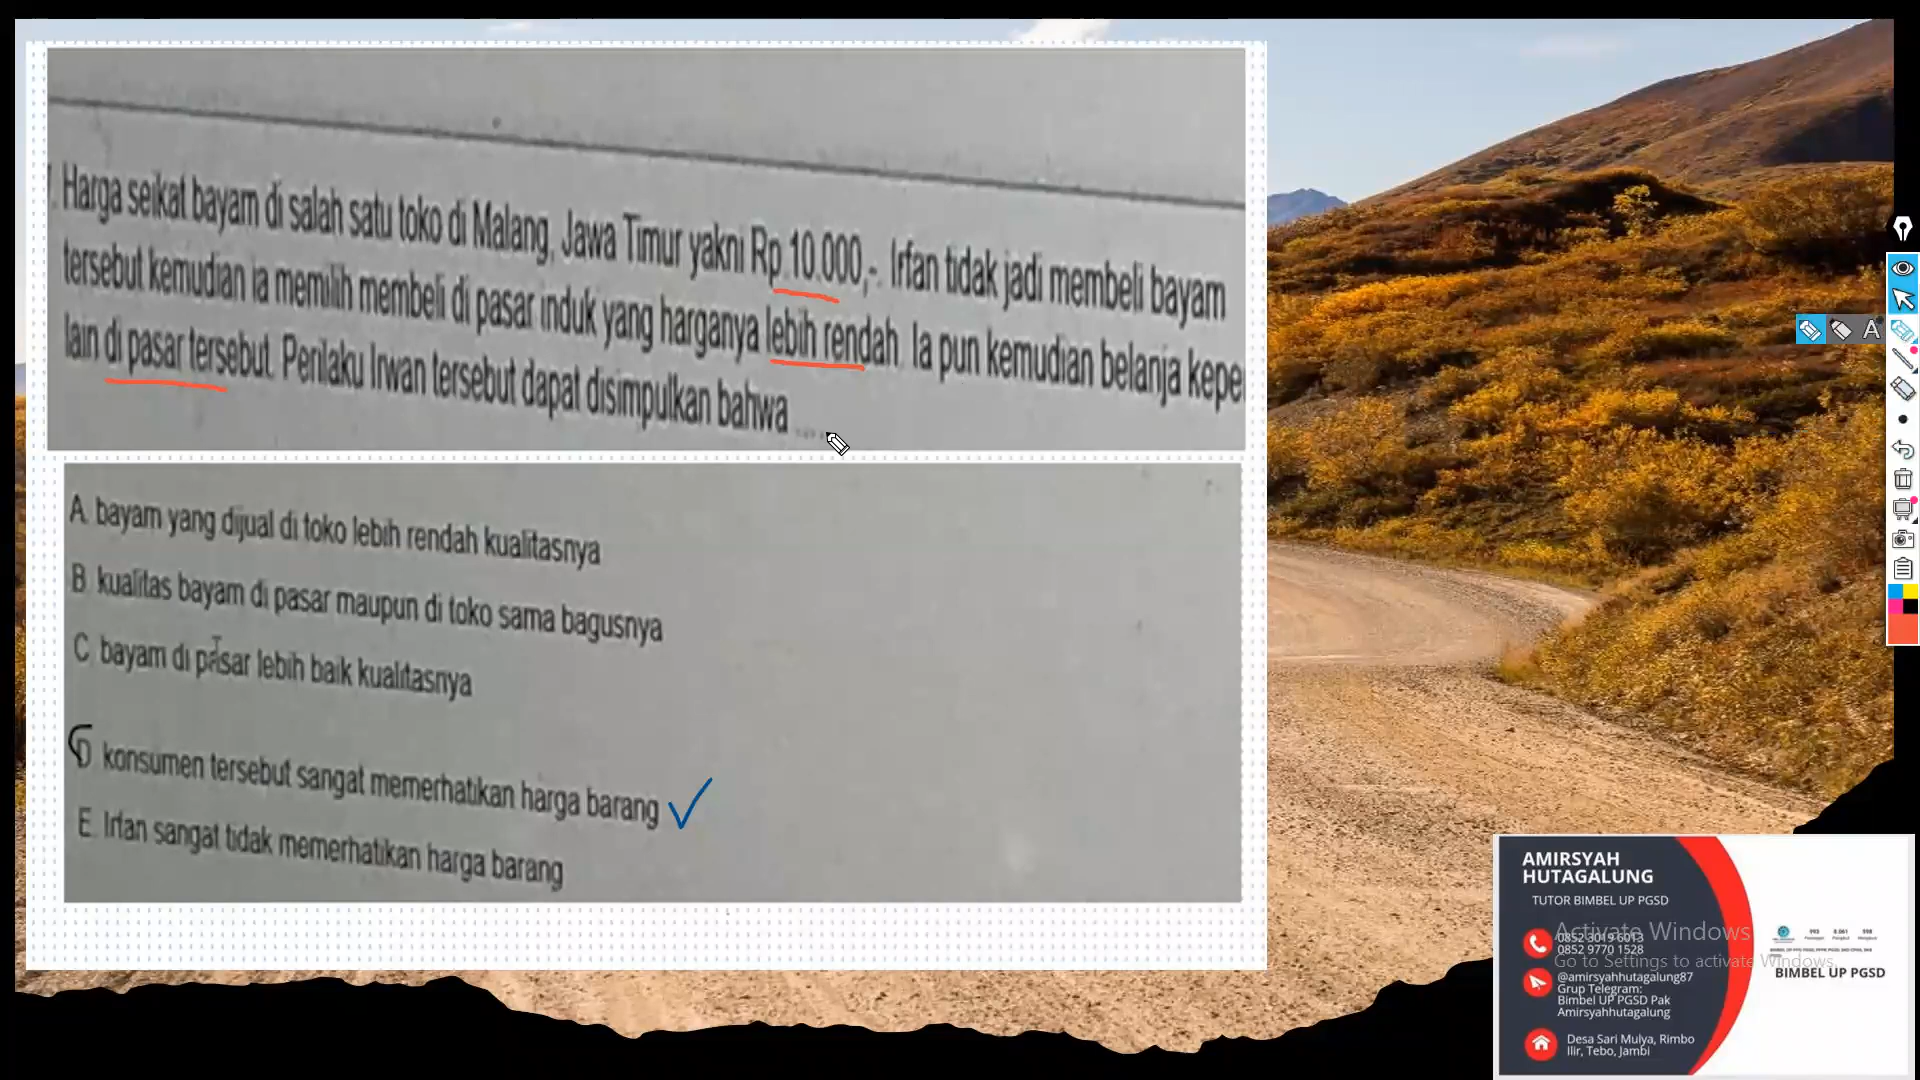 Harga seikat bayam di salah satu toko di Malang, Jawa Timur yakni Rp 10.000,-. Irfan tidak jadi membeli bayam
tersebut kemudian ia memilih membeli di pasar induk yang harganya lebih rendah. Ia pun kemudian belanja kepe
lain di pasar tersebut. Perilaku Irwan tersebut dapat disimpulkan bahwa ....
A. bayam yang dijual di toko lebih rendah kualitasnya
B. kualitas bayam di pasar maupun di toko sama bagusnya
C. bayam di pasar lebih baik kualitasnya
D. konsumen tersebut sangat memerhatikan harga barang
E. Irfan sangat tidak memerhatikan harga barang
A
AMIRSYAH
HUTAGALUNG
TUTOR BIMBEL UP PGSD
0852 3019 6013
0852 9770 1528
@amirsyahhutagalung87
Grup Telegram:
Bimbel UP PGSD Pak
Amirsyahhutagalung
Desa Sari Mulya, Rimbo
Ilir, Tebo, Jambi
BIMBEL UP PGSD
Activate Windows
Go to Settings to activate Windows.